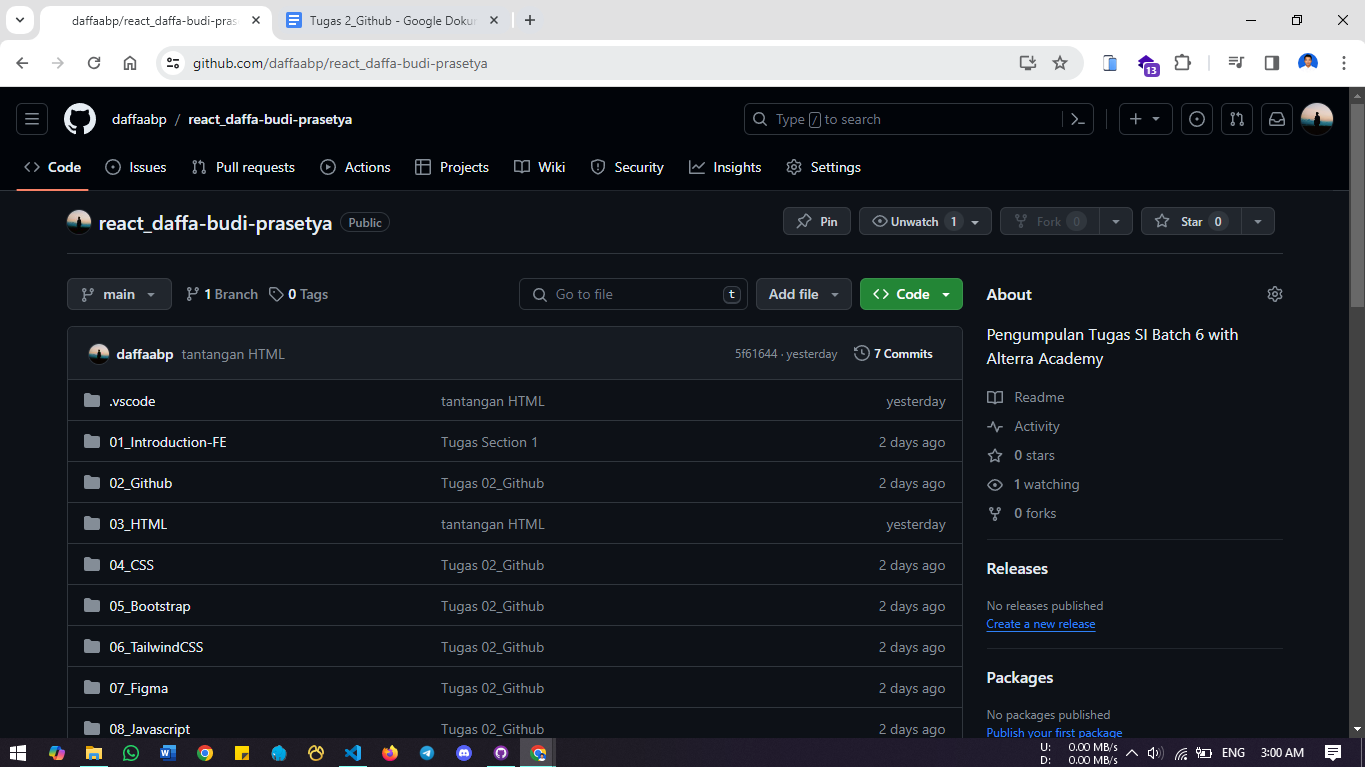 daffaabp/react_daffa-budi-pras
Tugas 2_Github - Google Doku
github.com/daffaabp/react_daffa-budi-prasetya
13
daffaabp / react_daffa-budi-prasetya
Type / to search
Code Issues Pull requests Actions Projects Wiki Security Insights Settings
react_daffa-budi-prasetya Public
Pin Unwatch 1 Fork 0 Star 0
main 1 Branch 0 Tags Go to file t Add file Code
daffaabp tantangan HTML 5f61644 · yesterday 7 Commits
.vscode tantangan HTML yesterday
01_Introduction-FE Tugas Section 1 2 days ago
02_Github Tugas 02_Github 2 days ago
03_HTML tantangan HTML yesterday
04_CSS Tugas 02_Github 2 days ago
05_Bootstrap Tugas 02_Github 2 days ago
06_TailwindCSS Tugas 02_Github 2 days ago
07_Figma Tugas 02_Github 2 days ago
08_Javascript Tugas 02_Github 2 days ago
About
Pengumpulan Tugas SI Batch 6 with
Alterra Academy
Readme
Activity
0 stars
1 watching
0 forks
Releases
No releases published
Create a new release
Packages
No packages published
Publish your first package
U: 0.00 MB/s
D: 0.00 MB/s
ENG 3:00 AM